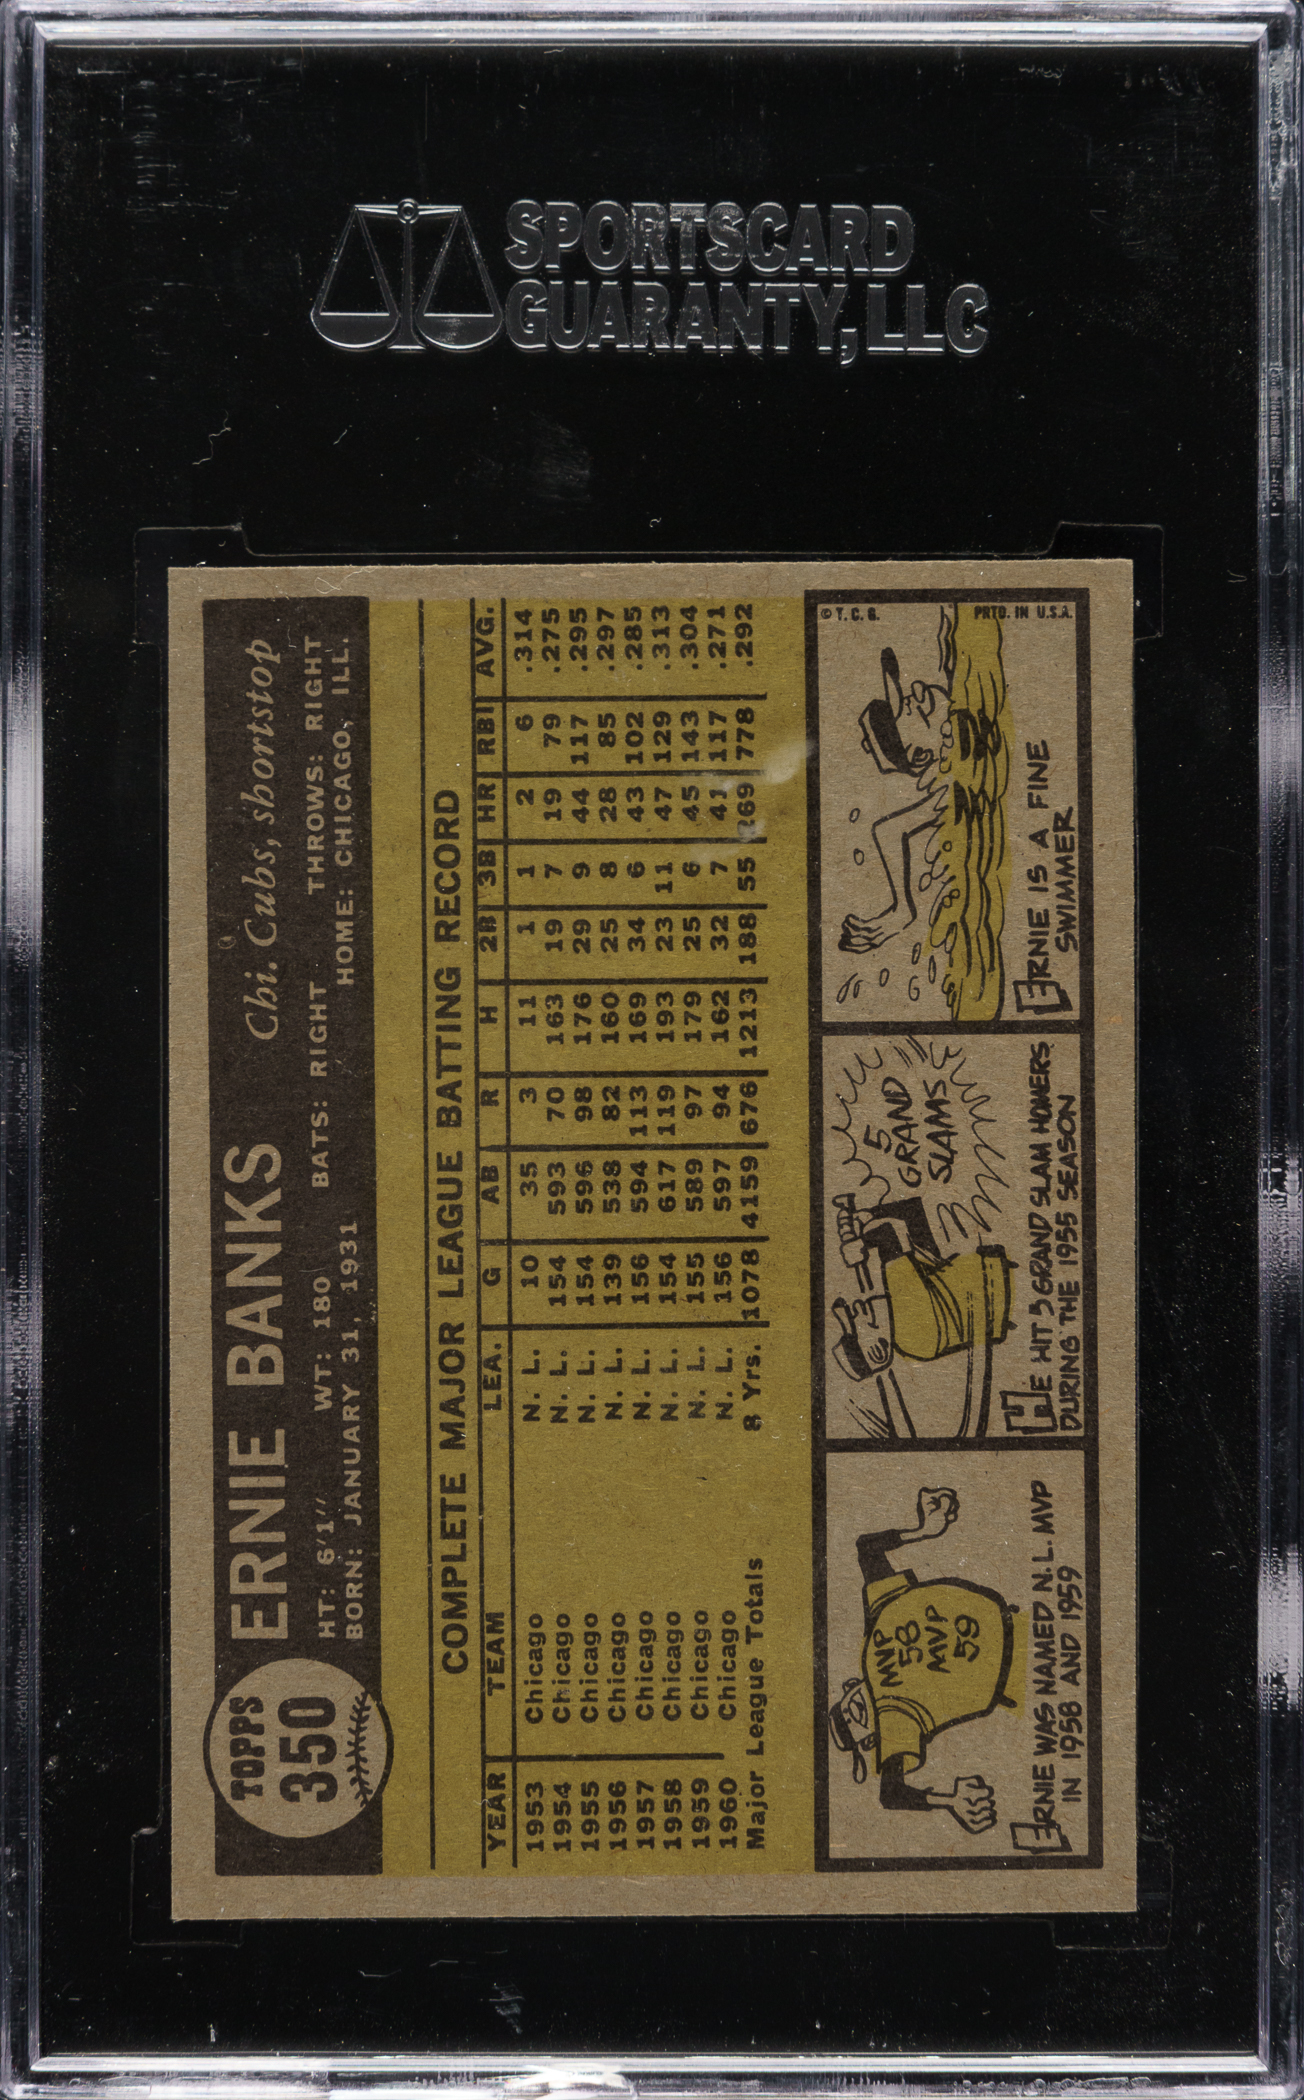 SPORTSCARD
GUARANTY, LLC
TOPPS
350
ERNIE BANKS
Chi. Cubs, shortstop
HT: 6'1" WT: 180 BATS: RIGHT THROWS: RIGHT
BORN: JANUARY 31, 1931 HOME: CHICAGO, ILL.
COMPLETE MAJOR LEAGUE BATTING RECORD
YEAR TEAM LEA. G AB R H 2B 3B HR RBI AVG.
1953 Chicago N. L. 10 35 3 11 1 1 2 6 .314
1954 Chicago N. L. 154 593 70 163 19 7 19 79 .275
1955 Chicago N. L. 154 596 98 176 29 9 44 117 .295
1956 Chicago N. L. 139 538 82 160 25 8 28 85 .297
1957 Chicago N. L. 156 594 113 169 34 6 43 102 .285
1958 Chicago N. L. 154 617 119 193 23 11 47 129 .313
1959 Chicago N. L. 155 589 97 179 25 6 45 143 .304
1960 Chicago N. L. 156 597 94 162 32 7 41 117 .271
Major League Totals 8 Yrs. 1078 4159 676 1213 188 55 269 778 .292
MVP
58
MVP
59
ERNIE WAS NAMED N.L. MVP
IN 1958 AND 1959
5
GRAND
SLAMS
HE HIT 5 GRAND SLAM HOMERS
DURING THE 1955 SEASON
© T. C. G.
PRTD. IN U.S.A.
ERNIE IS A FINE
SWIMMER